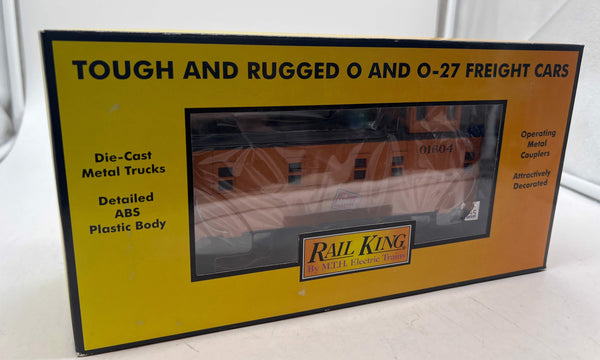 TOUGH AND RUGGED O AND O-27 FREIGHT CARS
Die-Cast
Metal Trucks
Detailed
ABS
Plastic Body
01604
Operating
Metal
Couplers
Attractively
Decorated
RAIL KING
By M.T.H. Electric Trains